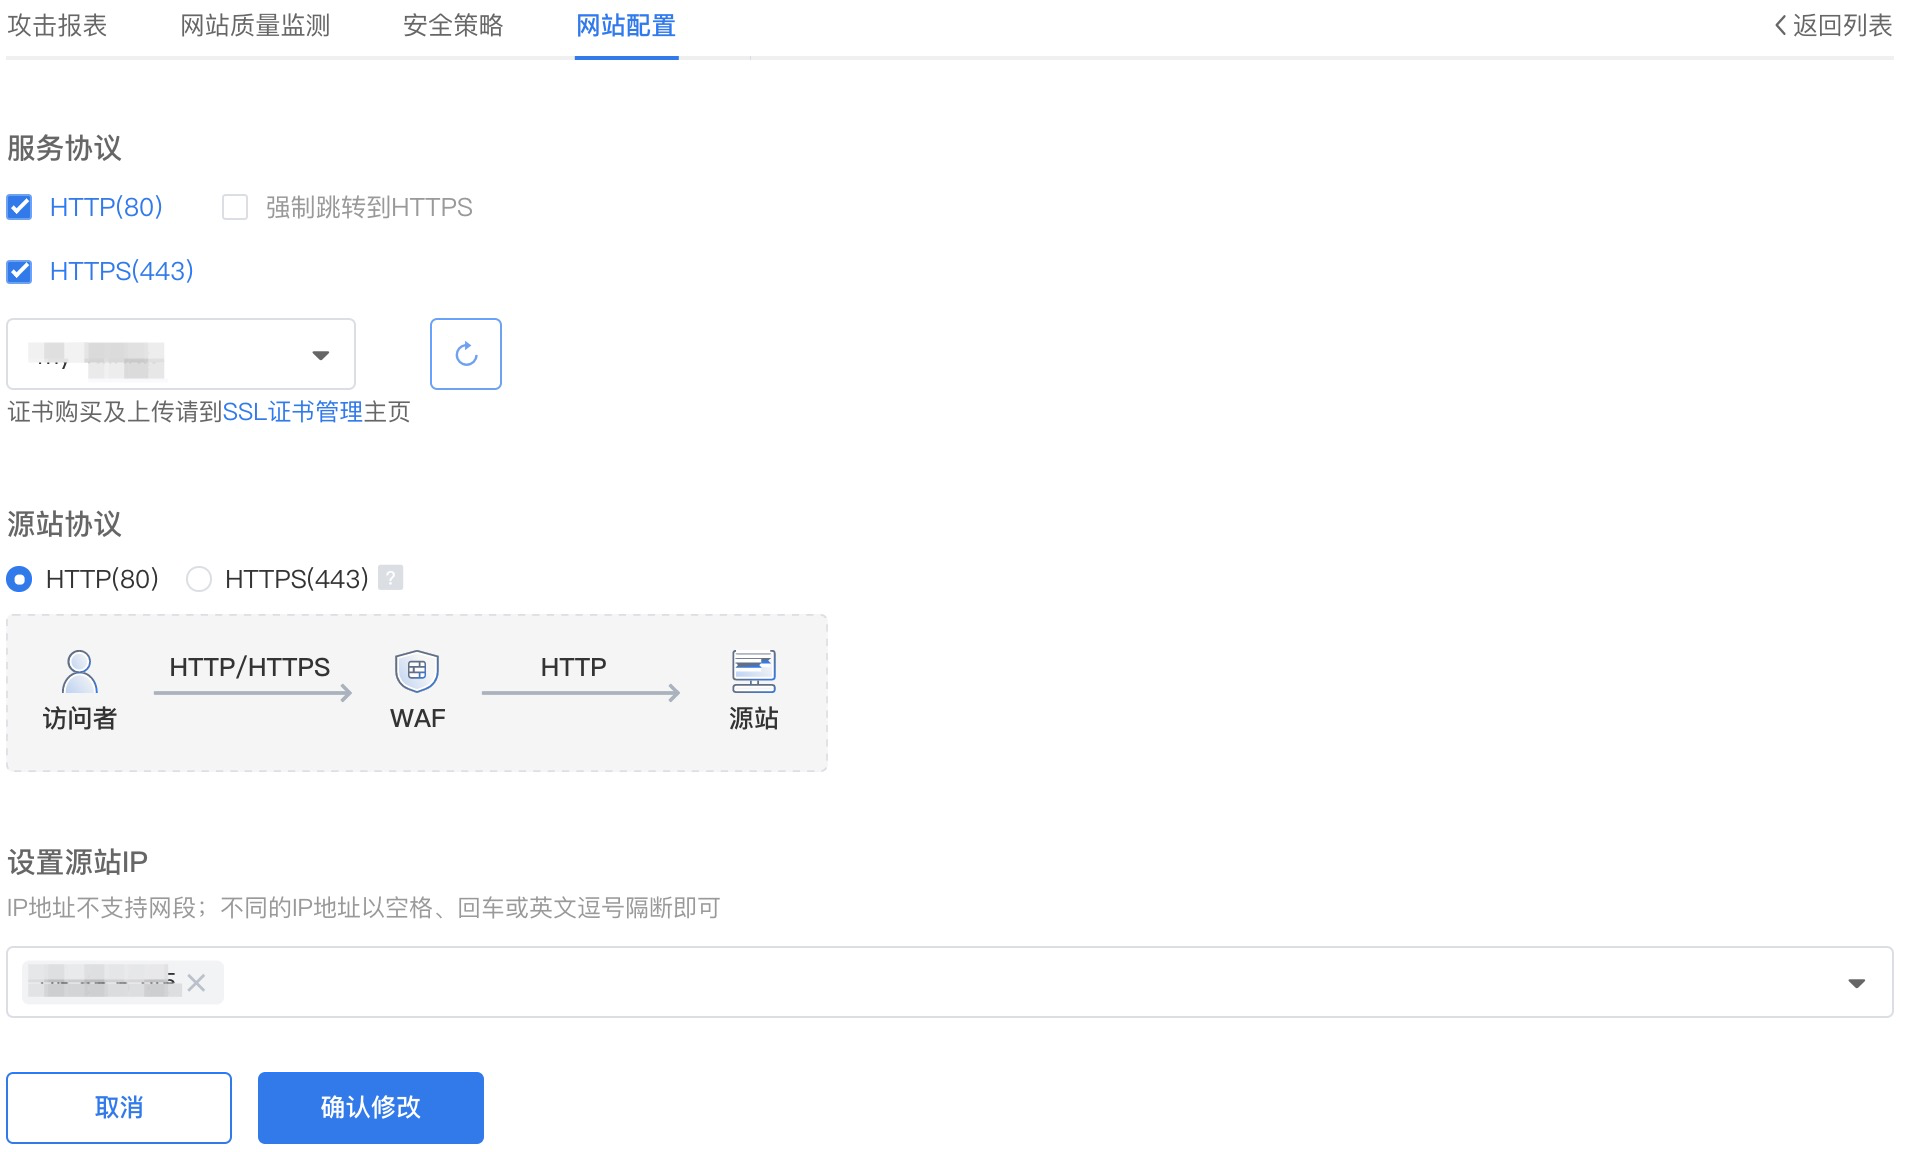 攻击报表 网站质量监测 安全策略 网站配置 返回列表
服务协议
HTTP(80) 强制跳转到HTTPS
HTTPS(443)
证书购买及上传请到SSL证书管理主页
源站协议
HTTP(80) HTTPS(443) ?
HTTP/HTTPS HTTP
访问者 WAF 源站
设置源站IP
IP地址不支持网段；不同的IP地址以空格、回车或英文逗号隔断即可
取消 确认修改